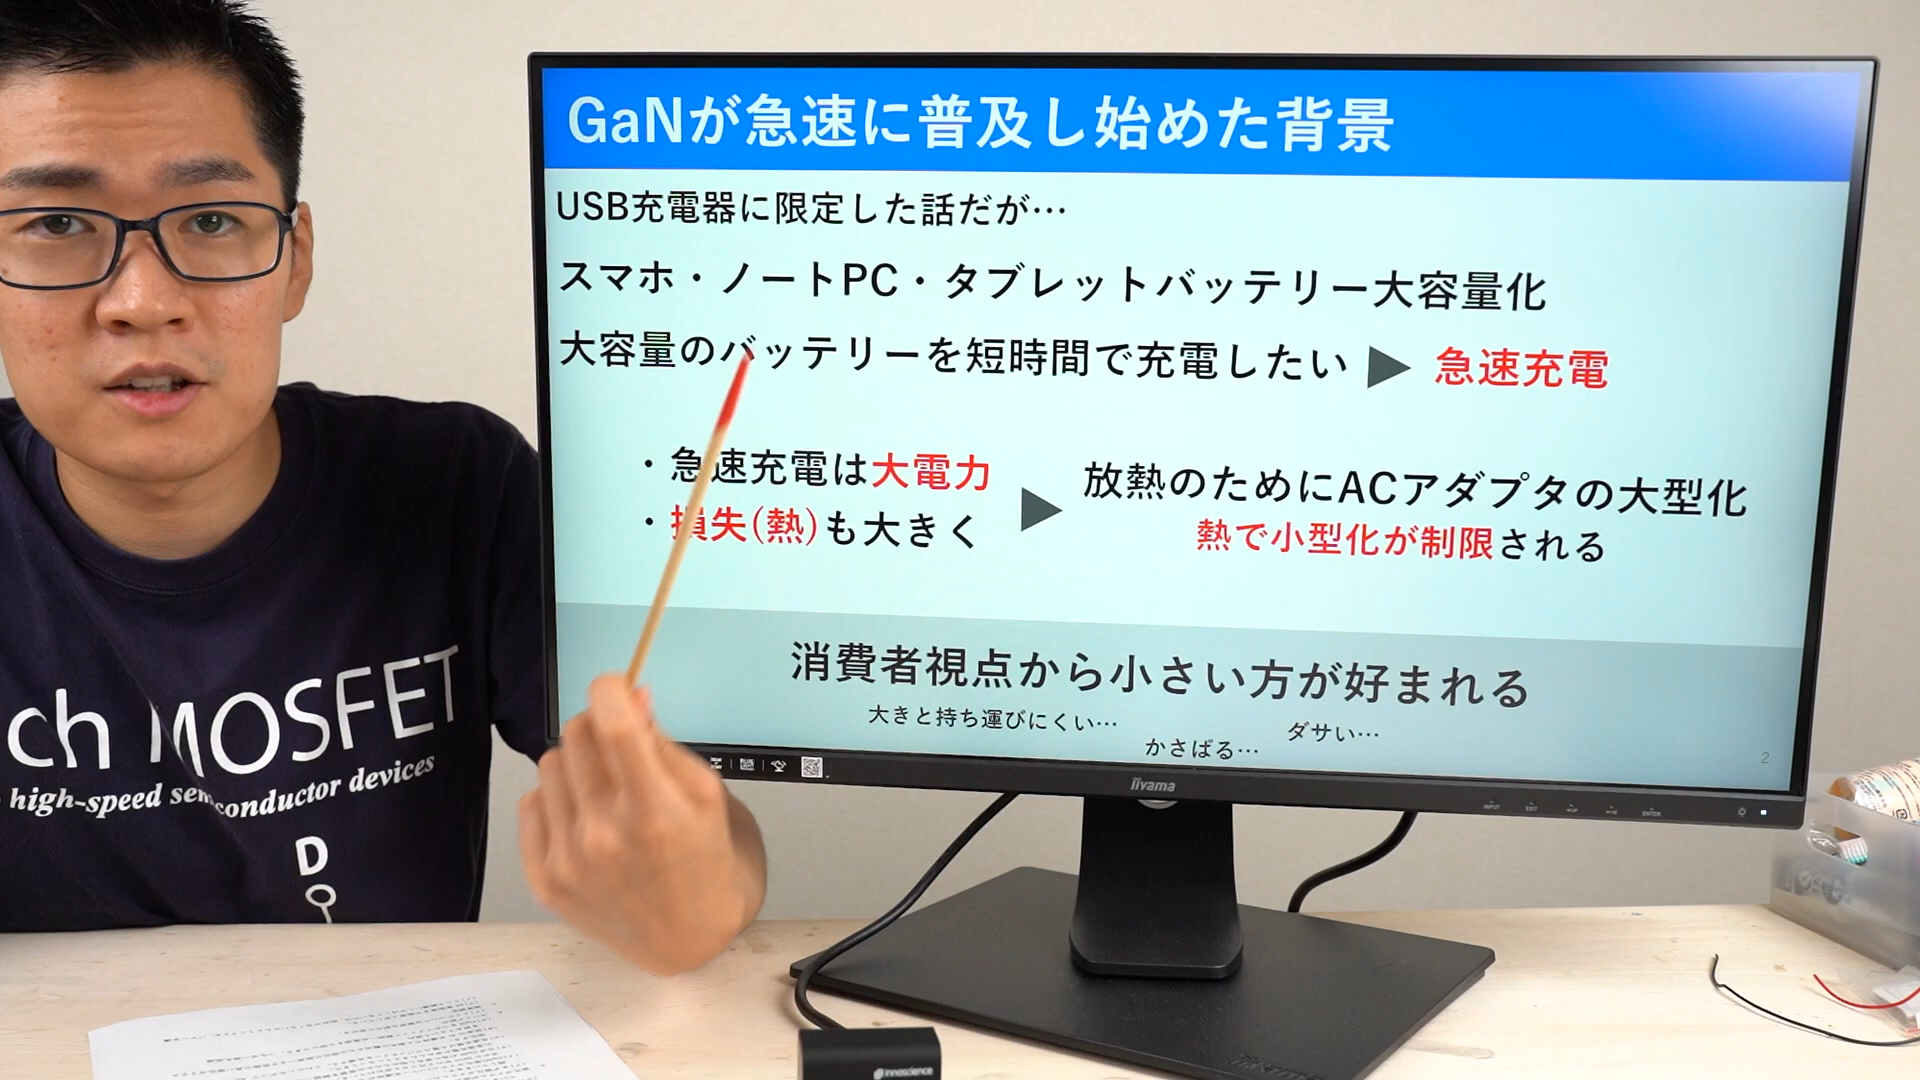 GaNが急速に普及し始めた背景
USB充電器に限定した話だが…
スマホ・ノートPC・タブレットバッテリー大容量化
大容量のバッテリーを短時間で充電したい ▶ 急速充電
・急速充電は大電力
・損失(熱)も大きく
▶
放熱のためにACアダプタの大型化
熱で小型化が制限される
消費者視点から小さい方が好まれる
大きと持ち運びにくい…
かさばる…
ダサい…
2
iiyama
INPUT
EXIT
ENTER
ch MOSFET
high-speed semiconductor devices
D
innoscience